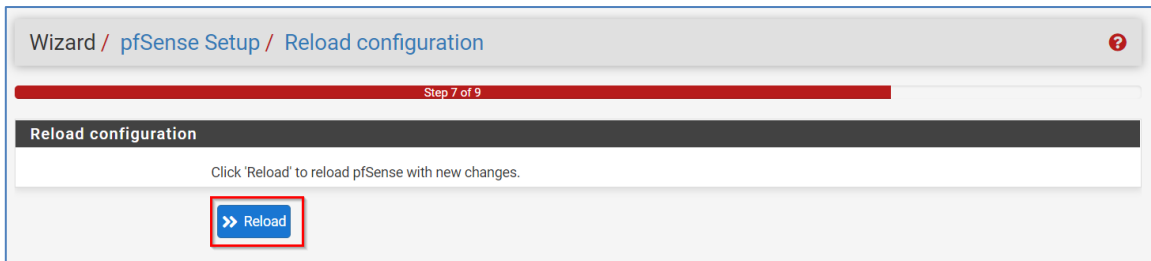 Wizard / pfSense Setup / Reload configuration
Step 7 of 9
Reload configuration
Click 'Reload' to reload pfSense with new changes.
Reload